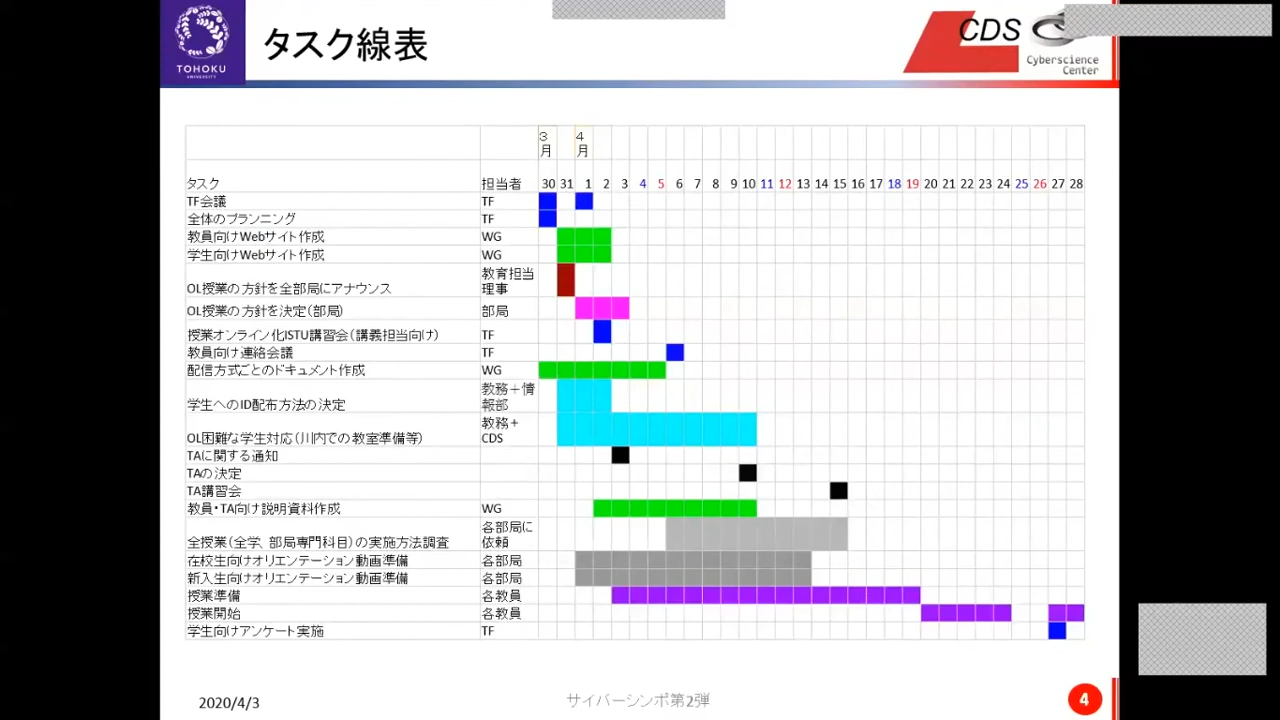 TOHOKU
UNIVERSITY
タスク線表
CDS
Cyberscience
Center
3
月
4
月
タスク 担当者 30 31 1 2 3 4 5 6 7 8 9 10 11 12 13 14 15 16 17 18 19 20 21 22 23 24 25 26 27 28
TF会議 TF
全体のプランニング TF
教員向けWebサイト作成 WG
学生向けWebサイト作成 WG
OL授業の方針を全部局にアナウンス 教育担当
理事
OL授業の方針を決定(部局) 部局
授業オンライン化ISTU講習会(講義担当向け) TF
教員向け連絡会議 TF
配信方式ごとのドキュメント作成 WG
学生へのID配布方法の決定 教務+情
報部
OL困難な学生対応(川内での教室準備等) 教務+
CDS
TAに関する通知
TAの決定
TA講習会
教員・TA向け説明資料作成 WG
全授業(全学、部局専門科目)の実施方法調査 各部局に
依頼
在校生向けオリエンテーション動画準備 各部局
新入生向けオリエンテーション動画準備 各部局
授業準備 各教員
授業開始 各教員
学生向けアンケート実施 TF
2020/4/3
サイバーシンポ第2弾
4